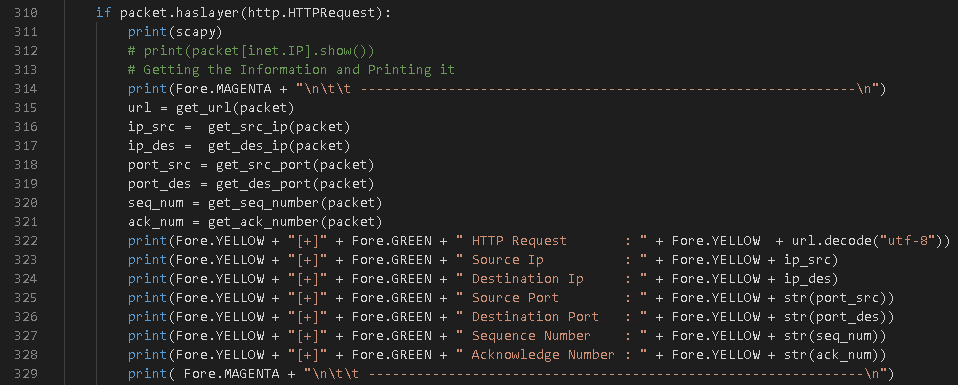 310 if packet.haslayer(http.HTTPRequest):
311 print(scapy)
312 # print(packet[inet.IP].show())
313 # Getting the Information and Printing it
314 print(Fore.MAGENTA + "\n\t\t --------------------------------------------------------------\n")
315 url = get_url(packet)
316 ip_src =  get_src_ip(packet)
317 ip_des =  get_des_ip(packet)
318 port_src = get_src_port(packet)
319 port_des = get_des_port(packet)
320 seq_num = get_seq_number(packet)
321 ack_num = get_ack_number(packet)
322 print(Fore.YELLOW + "[+]" + Fore.GREEN + " HTTP Request       : " + Fore.YELLOW  + url.decode("utf-8"))
323 print(Fore.YELLOW + "[+]" + Fore.GREEN + " Source Ip          : " + Fore.YELLOW + ip_src)
324 print(Fore.YELLOW + "[+]" + Fore.GREEN + " Destination Ip     : " + Fore.YELLOW + ip_des)
325 print(Fore.YELLOW + "[+]" + Fore.GREEN + " Source Port        : " + Fore.YELLOW + str(port_src))
326 print(Fore.YELLOW + "[+]" + Fore.GREEN + " Destination Port   : " + Fore.YELLOW + str(port_des))
327 print(Fore.YELLOW + "[+]" + Fore.GREEN + " Sequence Number    : " + Fore.YELLOW + str(seq_num))
328 print(Fore.YELLOW + "[+]" + Fore.GREEN + " Acknowledge Number : " + Fore.YELLOW + str(ack_num))
329 print( Fore.MAGENTA + "\n\t\t --------------------------------------------------------------\n")